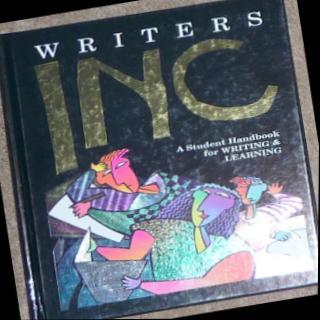 WRITERS
INC
A Student Handbook
for WRITING &
LEARNING